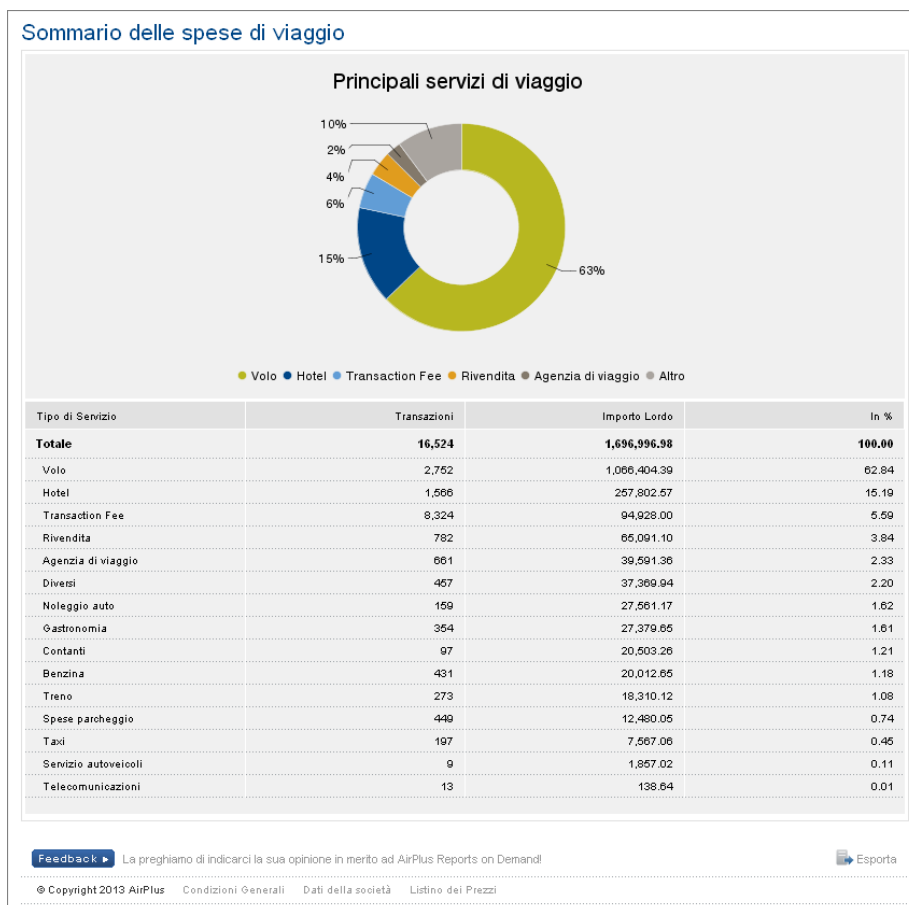 Sommario delle spese di viaggio
Principali servizi di viaggio
10%
2%
4%
6%
15%
63%
Volo Hotel Transaction Fee Rivendita Agenzia di viaggio Altro
Tipo di Servizio Transazioni Importo Lordo In %
Totale 16,524 1,696,996.98 100.00
Volo 2,752 1,066,404.39 62.84
Hotel 1,566 257,802.57 15.19
Transaction Fee 8,324 94,928.00 5.59
Rivendita 782 65,091.10 3.84
Agenzia di viaggio 661 39,591.36 2.33
Diversi 457 37,369.94 2.20
Noleggio auto 159 27,561.17 1.62
Gastronomia 354 27,379.65 1.61
Contanti 97 20,503.26 1.21
Benzina 431 20,012.65 1.18
Treno 273 18,310.12 1.08
Spese parcheggio 449 12,480.05 0.74
Taxi 197 7,567.06 0.45
Servizio autoveicoli 9 1,857.02 0.11
Telecomunicazioni 13 138.64 0.01
Feedback La preghiamo di indicarci la sua opinione in merito ad AirPlus Reports on Demand! Esporta
© Copyright 2013 AirPlus Condizioni Generali Dati della società Listino dei Prezzi